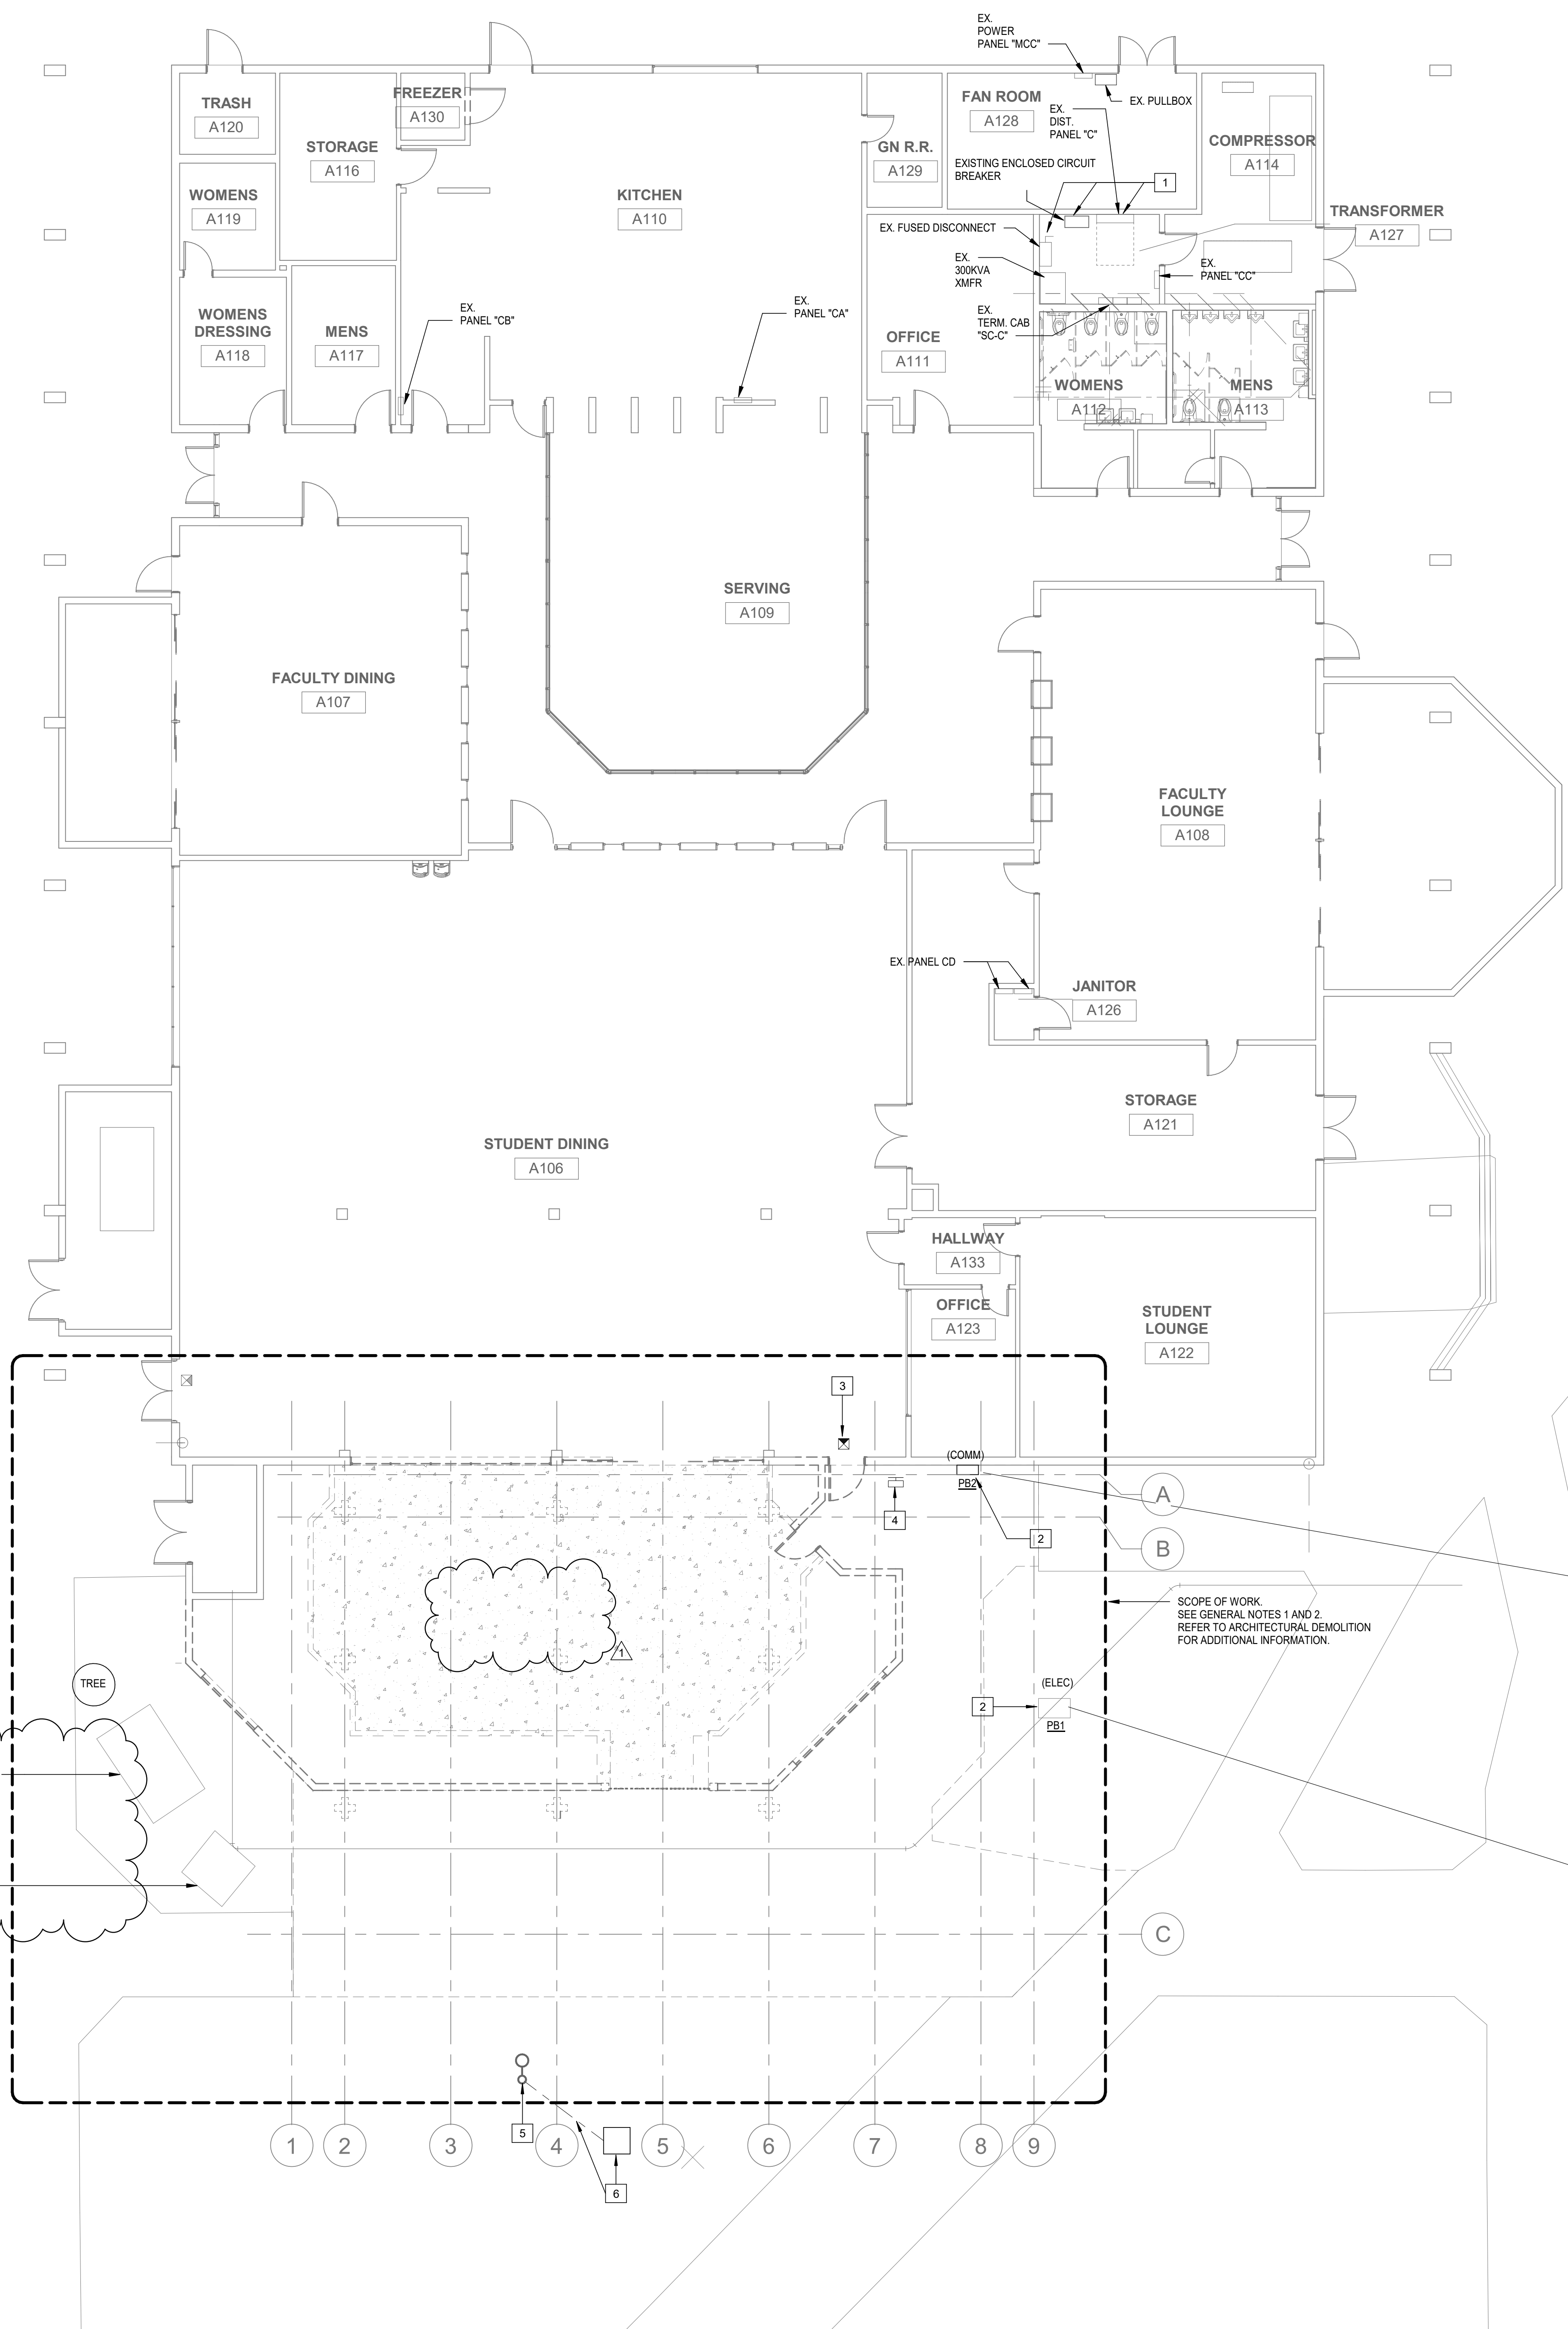 EX.
POWER
PANEL "MCC"
EX. PULLBOX
FREEZER
A130
TRASH
A120
FAN ROOM
A128
EX.
DIST.
PANEL "C"
STORAGE
A116
GN R.R.
A129
COMPRESSOR
A114
EXISTING ENCLOSED CIRCUIT
BREAKER
1
WOMENS
A119
KITCHEN
A110
TRANSFORMER
A127
EX. FUSED DISCONNECT
EX.
300KVA
XMFR
EX.
PANEL "CC"
EX.
PANEL "CB"
EX.
PANEL "CA"
EX.
TERM. CAB
"SC-C"
WOMENS
DRESSING
A118
MENS
A117
OFFICE
A111
WOMENS
A112
MENS
A113
SERVING
A109
FACULTY DINING
A107
FACULTY
LOUNGE
A108
EX. PANEL CD
JANITOR
A126
STORAGE
A121
STUDENT DINING
A106
HALLWAY
A133
OFFICE
A123
STUDENT
LOUNGE
A122
3
(COMM)
PB2
4
2
A
B
1
SCOPE OF WORK.
SEE GENERAL NOTES 1 AND 2.
REFER TO ARCHITECTURAL DEMOLITION
FOR ADDITIONAL INFORMATION.
TREE
(ELEC)
2
PB1
C
5
1
2
3
4
5
6
7
8
9
6